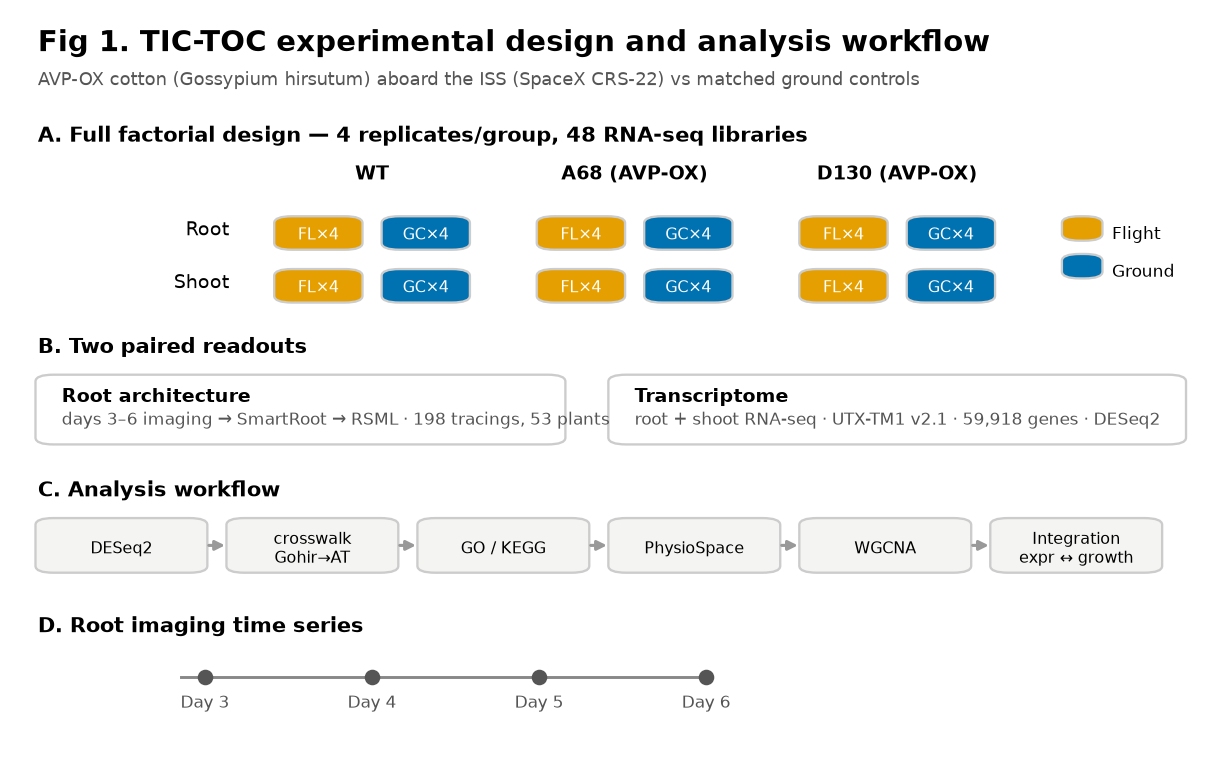 Fig 1. TIC-TOC experimental design and analysis workflow
AVP-OX cotton (Gossypium hirsutum) aboard the ISS (SpaceX CRS-22) vs matched ground controls
A. Full factorial design — 4 replicates/group, 48 RNA-seq libraries
WT A68 (AVP-OX) D130 (AVP-OX)
Root FL×4 GC×4 FL×4 GC×4 FL×4 GC×4 Flight
Shoot FL×4 GC×4 FL×4 GC×4 FL×4 GC×4 Ground
B. Two paired readouts
Root architecture
days 3–6 imaging → SmartRoot → RSML · 198 tracings, 53 plants
Transcriptome
root + shoot RNA-seq · UTX-TM1 v2.1 · 59,918 genes · DESeq2
C. Analysis workflow
DESeq2
crosswalk
Gohir→AT
GO / KEGG
PhysioSpace
WGCNA
Integration
expr ↔ growth
D. Root imaging time series
Day 3 Day 4 Day 5 Day 6